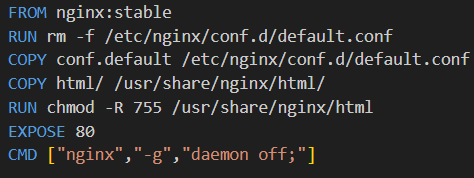 FROM nginx:stable
RUN rm -f /etc/nginx/conf.d/default.conf
COPY conf.default /etc/nginx/conf.d/default.conf
COPY html/ /usr/share/nginx/html/
RUN chmod -R 755 /usr/share/nginx/html
EXPOSE 80
CMD ["nginx","-g","daemon off;"]